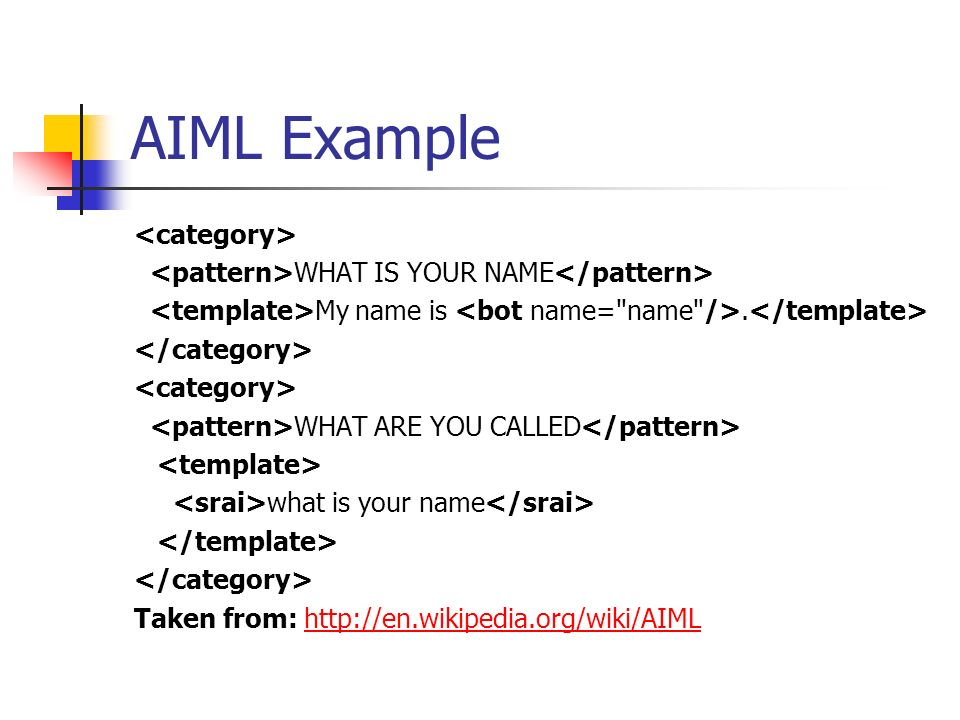 AIML Example
<category>
<pattern>WHAT IS YOUR NAME</pattern>
<template>My name is <bot name="name"/>.</template>
</category>
<category>
<pattern>WHAT ARE YOU CALLED</pattern>
<template>
<srai>what is your name</srai>
</template>
</category>
Taken from: http://en.wikipedia.org/wiki/AIML